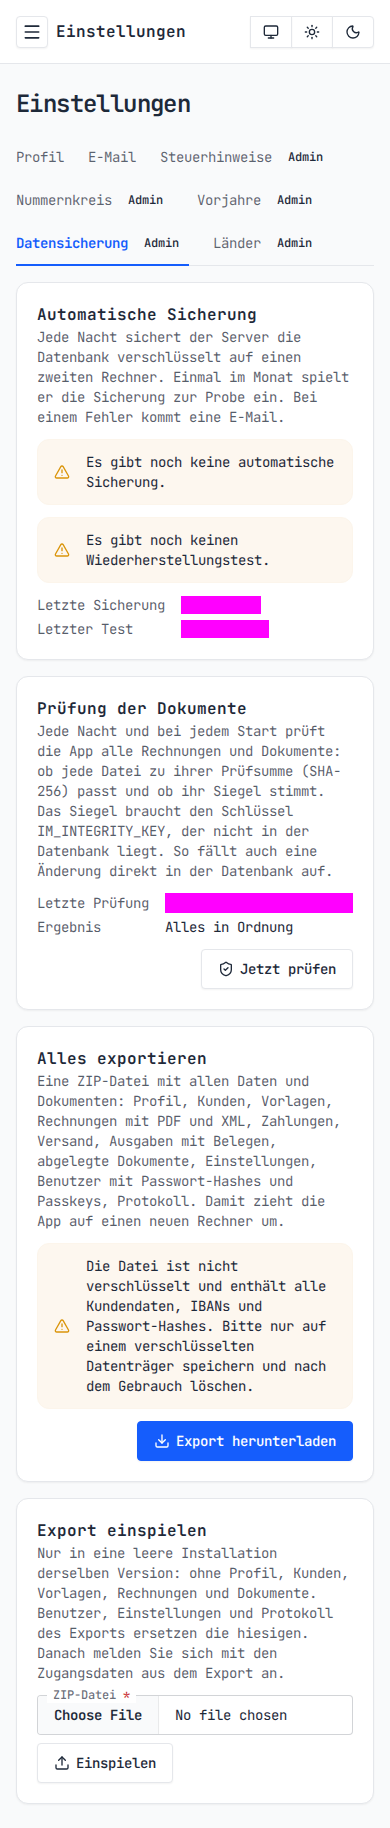 Einstellungen
Einstellungen
Profil E-Mail Steuerhinweise Admin
Nummernkreis Admin Vorjahre Admin
Datensicherung Admin Länder Admin
Automatische Sicherung
Jede Nacht sichert der Server die
Datenbank verschlüsselt auf einen
zweiten Rechner. Einmal im Monat spielt
er die Sicherung zur Probe ein. Bei
einem Fehler kommt eine E-Mail.
Es gibt noch keine automatische
Sicherung.
Es gibt noch keinen
Wiederherstellungstest.
Letzte Sicherung
Letzter Test
Prüfung der Dokumente
Jede Nacht und bei jedem Start prüft
die App alle Rechnungen und Dokumente:
ob jede Datei zu ihrer Prüfsumme (SHA-
256) passt und ob ihr Siegel stimmt.
Das Siegel braucht den Schlüssel
IM_INTEGRITY_KEY, der nicht in der
Datenbank liegt. So fällt auch eine
Änderung direkt in der Datenbank auf.
Letzte Prüfung
Ergebnis Alles in Ordnung
Jetzt prüfen
Alles exportieren
Eine ZIP-Datei mit allen Daten und
Dokumenten: Profil, Kunden, Vorlagen,
Rechnungen mit PDF und XML, Zahlungen,
Versand, Ausgaben mit Belegen,
abgelegte Dokumente, Einstellungen,
Benutzer mit Passwort-Hashes und
Passkeys, Protokoll. Damit zieht die
App auf einen neuen Rechner um.
Die Datei ist nicht
verschlüsselt und enthält alle
Kundendaten, IBANs und
Passwort-Hashes. Bitte nur auf
einem verschlüsselten
Datenträger speichern und nach
dem Gebrauch löschen.
Export herunterladen
Export einspielen
Nur in eine leere Installation
derselben Version: ohne Profil, Kunden,
Vorlagen, Rechnungen und Dokumente.
Benutzer, Einstellungen und Protokoll
des Exports ersetzen die hiesigen.
Danach melden Sie sich mit den
Zugangsdaten aus dem Export an.
ZIP-Datei *
Choose File No file chosen
Einspielen